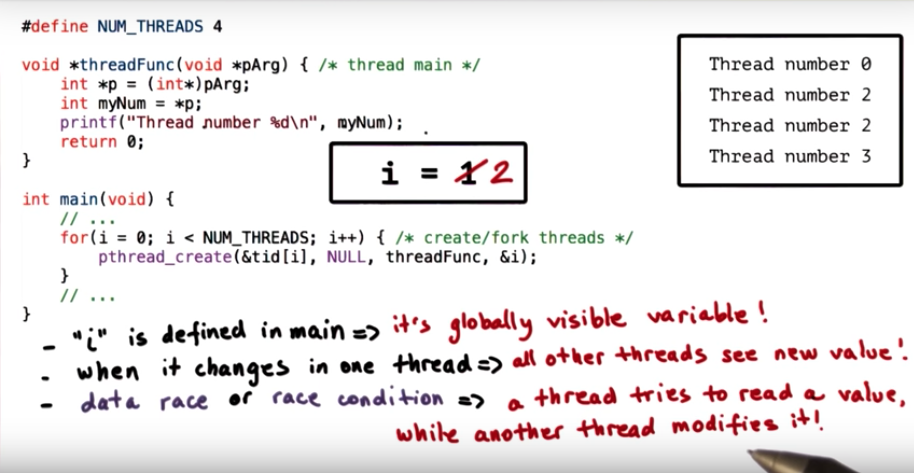 #define NUM_THREADS 4
void *threadFunc(void *pArg) { /* thread main */
int *p = (int*)pArg;
int myNum = *p;
printf("Thread number %d\n", myNum);
return 0;
}
int main(void) {
// ...
for(i = 0; i < NUM_THREADS; i++) { /* create/fork threads */
pthread_create(&tid[i], NULL, threadFunc, &i);
}
// ...
}
i = 1 2
Thread number 0
Thread number 2
Thread number 2
Thread number 3
- "i" is defined in main => it's globally visible variable!
- when it changes in one thread => all other threads see new value!
- data race or race condition => a thread tries to read a value,
while another thread modifies it!